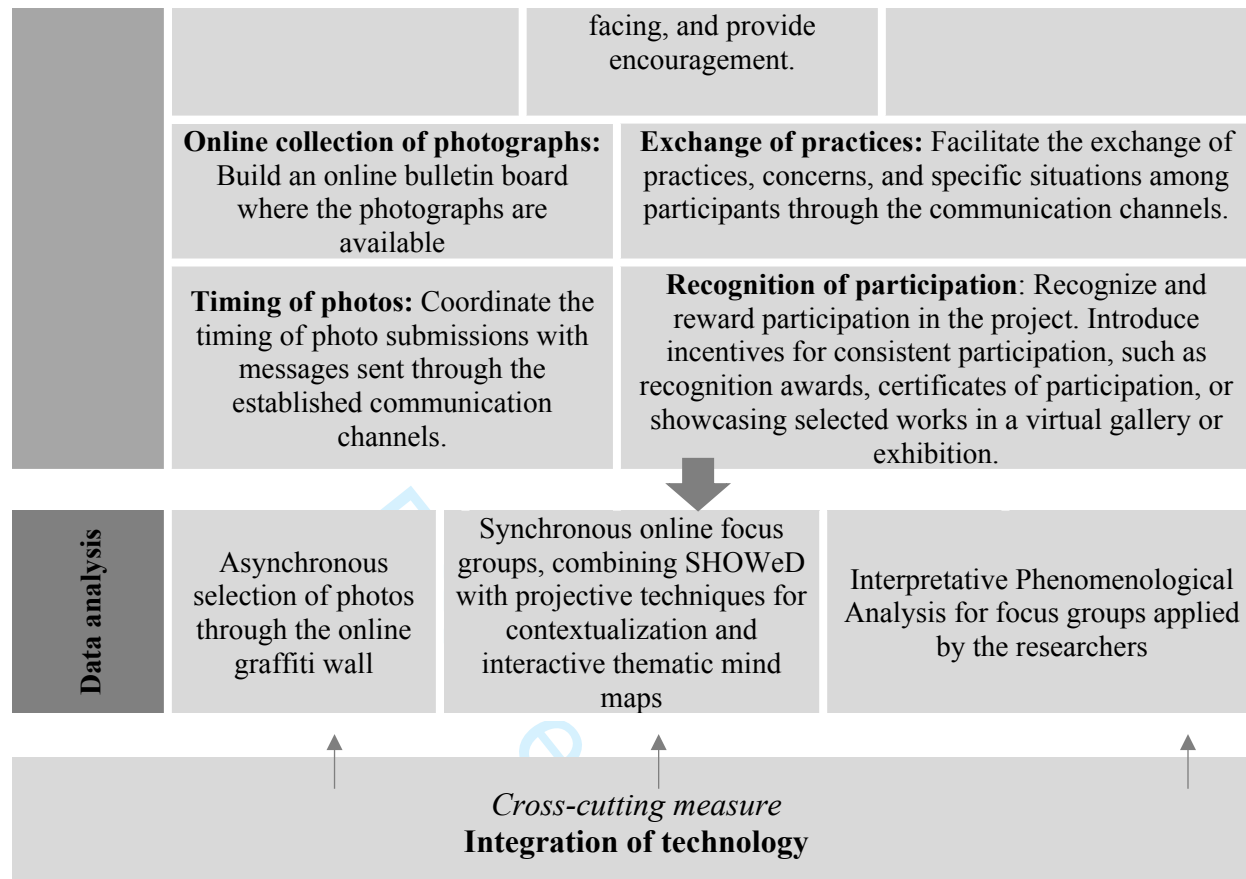 facing, and provide
encouragement.
Online collection of photographs:
Build an online bulletin board
where the photographs are
available
Exchange of practices: Facilitate the exchange of
practices, concerns, and specific situations among
participants through the communication channels.
Timing of photos: Coordinate the
timing of photo submissions with
messages sent through the
established communication
channels.
Recognition of participation: Recognize and
reward participation in the project. Introduce
incentives for consistent participation, such as
recognition awards, certificates of participation, or
showcasing selected works in a virtual gallery or
exhibition.
Data analysis
Asynchronous
selection of photos
through the online
graffiti wall
Synchronous online focus
groups, combining SHOWeD
with projective techniques for
contextualization and
interactive thematic mind
maps
Interpretative Phenomenological
Analysis for focus groups applied
by the researchers
Cross-cutting measure
Integration of technology